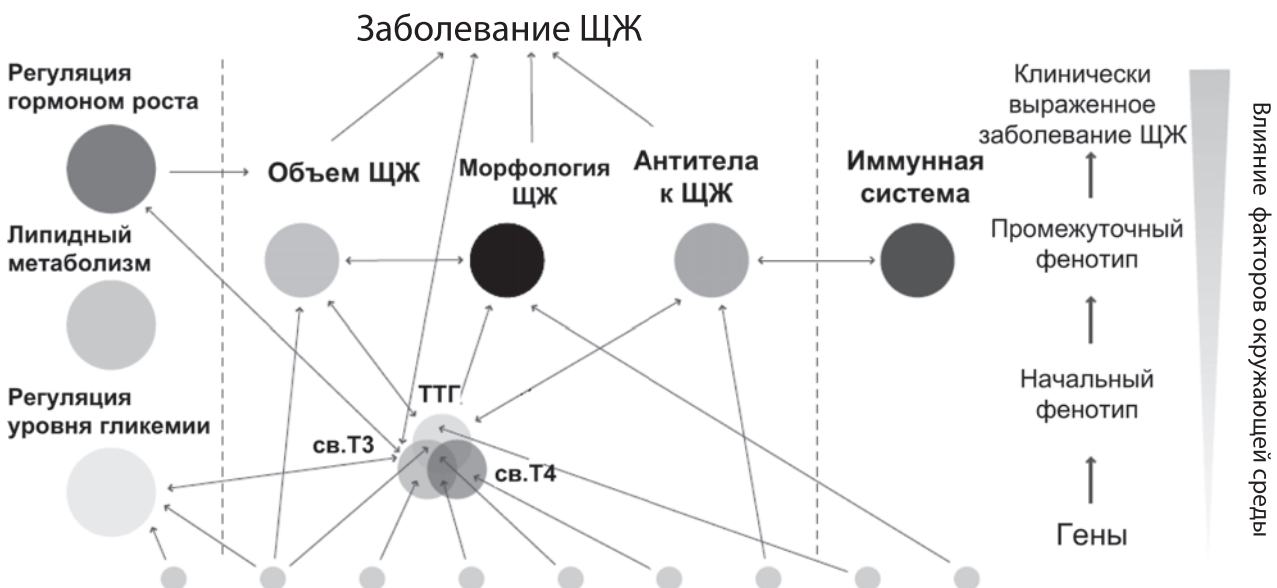 Заболевание ЩЖ
Регуляция
гормоном роста
Липидный
метаболизм
Регуляция
уровня гликемии
Объем ЩЖ
Морфология
ЩЖ
Антитела
к ЩЖ
Иммунная
система
ТТГ
св.Т3
св.Т4
Клинически
выраженное
заболевание ЩЖ
Промежуточный
фенотип
Начальный
фенотип
Гены
Влияние факторов окружающей среды